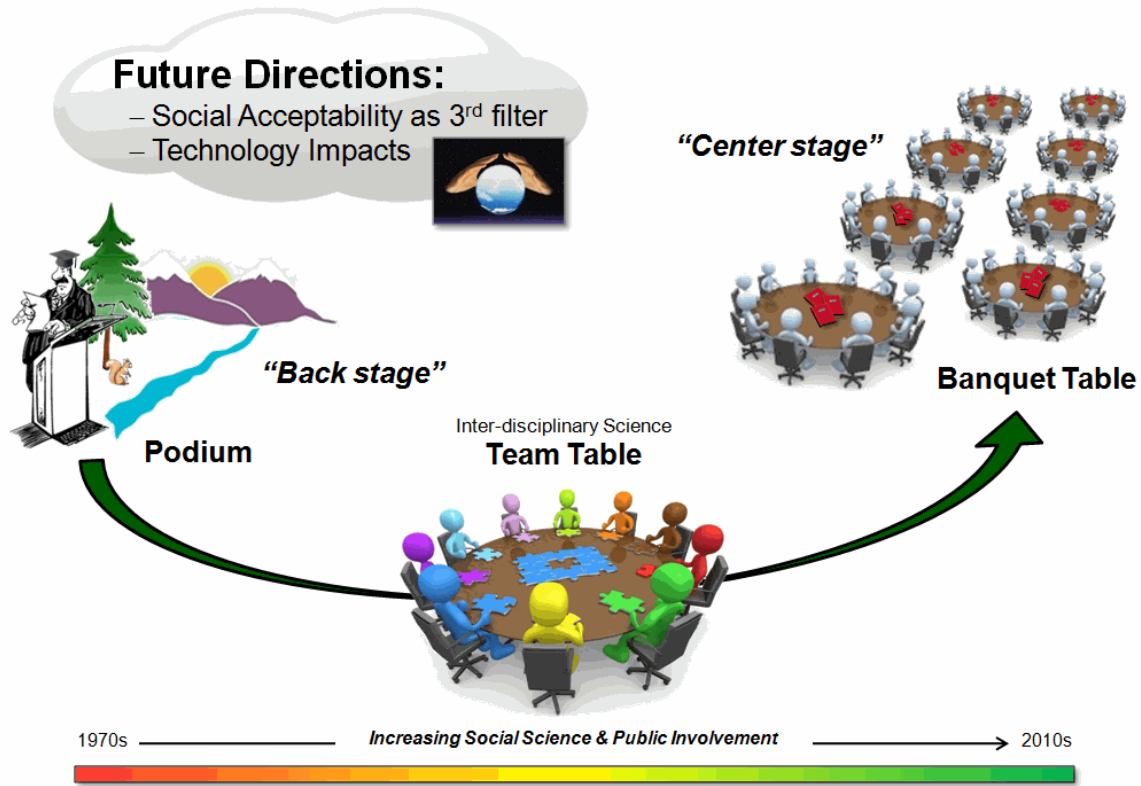 Future Directions:
– Social Acceptability as 3rd filter
– Technology Impacts
“Center stage”
“Back stage”
Banquet Table
Podium
Inter-disciplinary Science
Team Table
1970s
Increasing Social Science & Public Involvement
2010s